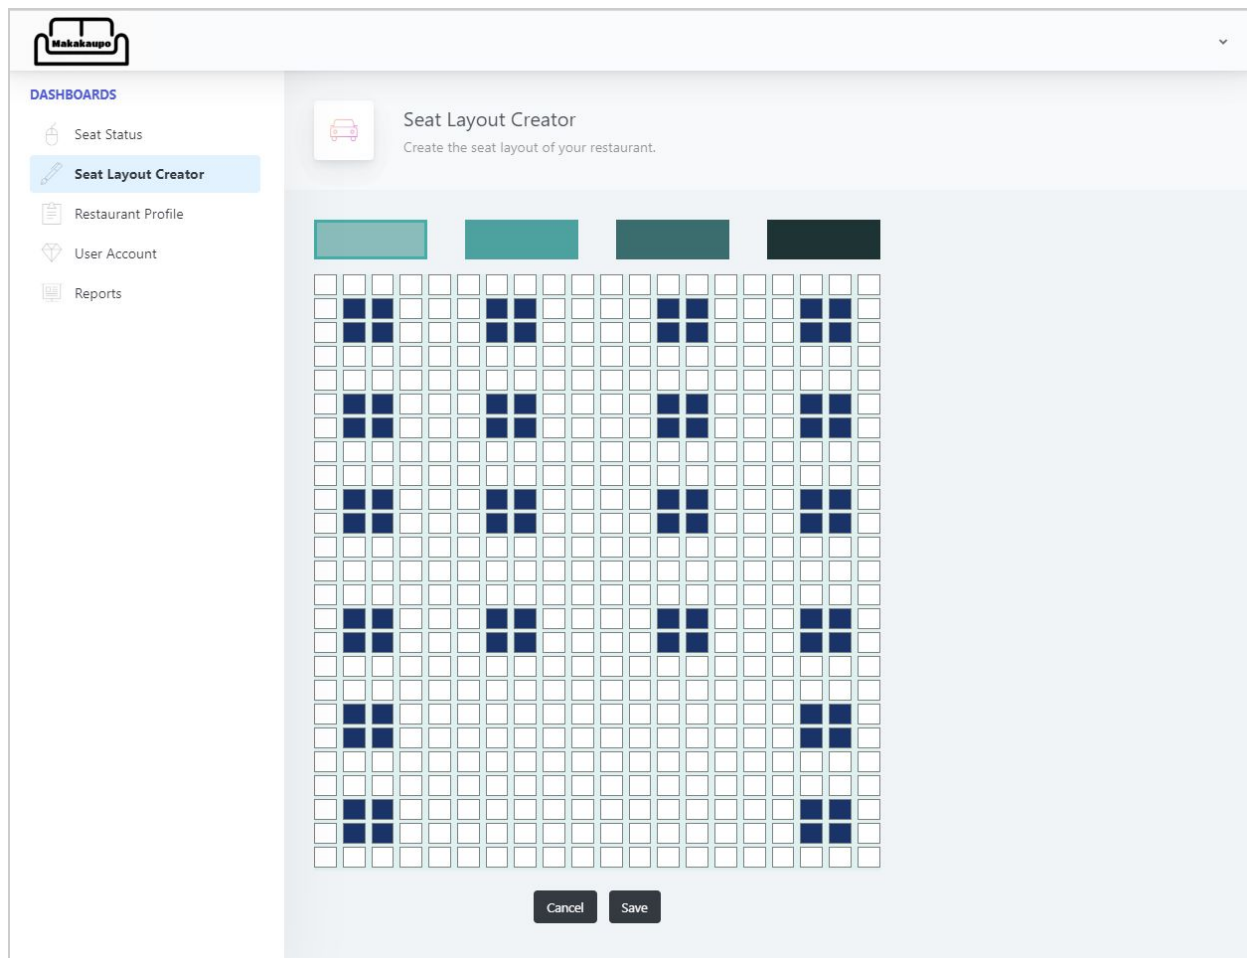 Makakaupo
DASHBOARDS
Seat Status
Seat Layout Creator
Restaurant Profile
User Account
Reports
Seat Layout Creator
Create the seat layout of your restaurant.
Cancel
Save